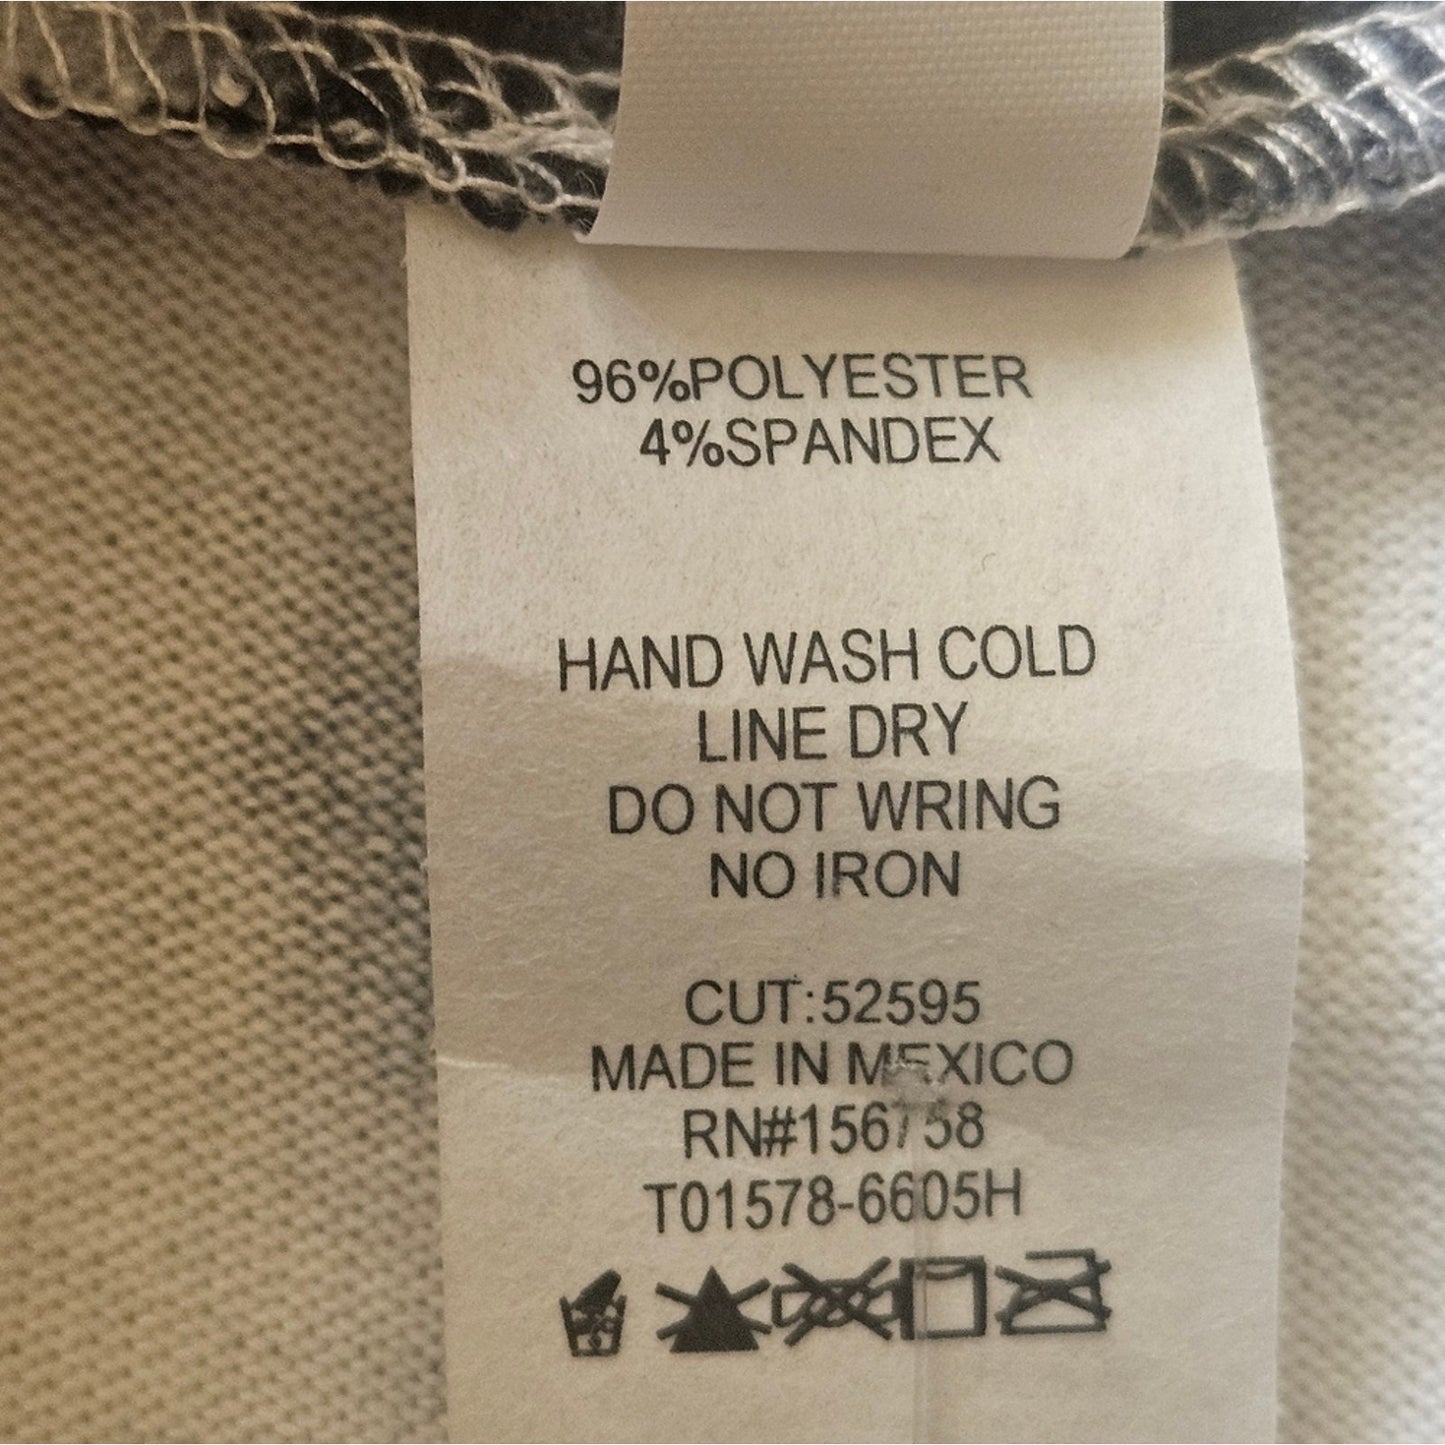 96%POLYESTER
4%SPANDEX
HAND WASH COLD
LINE DRY
DO NOT WRING
NO IRON
CUT:52595
MADE IN MEXICO
RN#156758
T01578-6605H